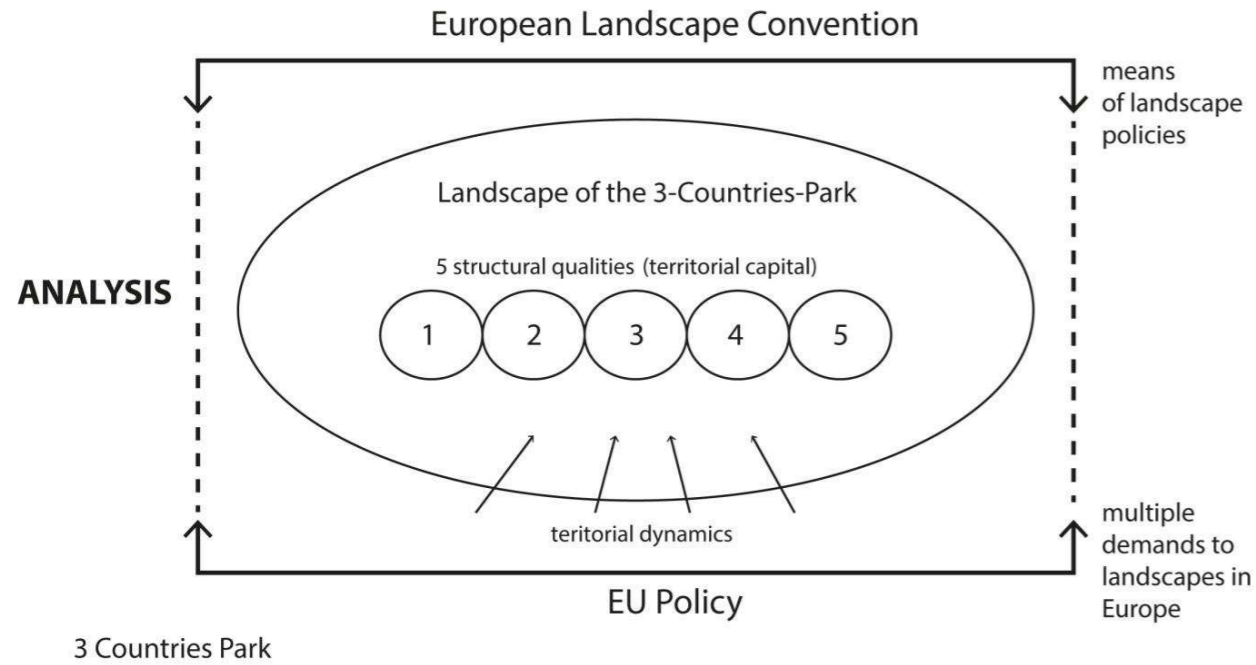 European Landscape Convention
means
of landscape
policies
Landscape of the 3-Countries-Park
5 structural qualities (territorial capital)
ANALYSIS
1 2 3 4 5
teritorial dynamics
multiple
demands to
landscapes in
Europe
EU Policy
3 Countries Park